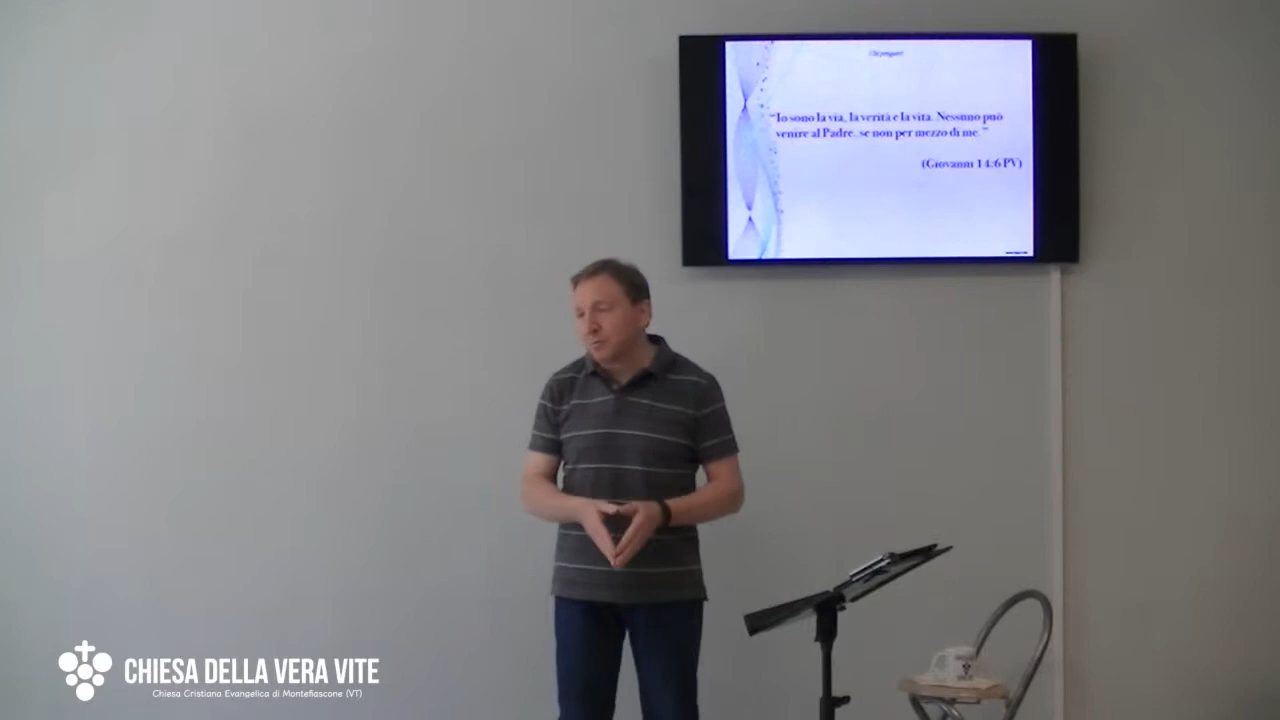 “Io sono la via, la verità e la vita. Nessuno può
venire al Padre, se non per mezzo di me.”
(Giovanni 14:6 PV)
CHIESA DELLA VERA VITE
Chiesa Cristiana Evangelica di Montefiascone (VT)